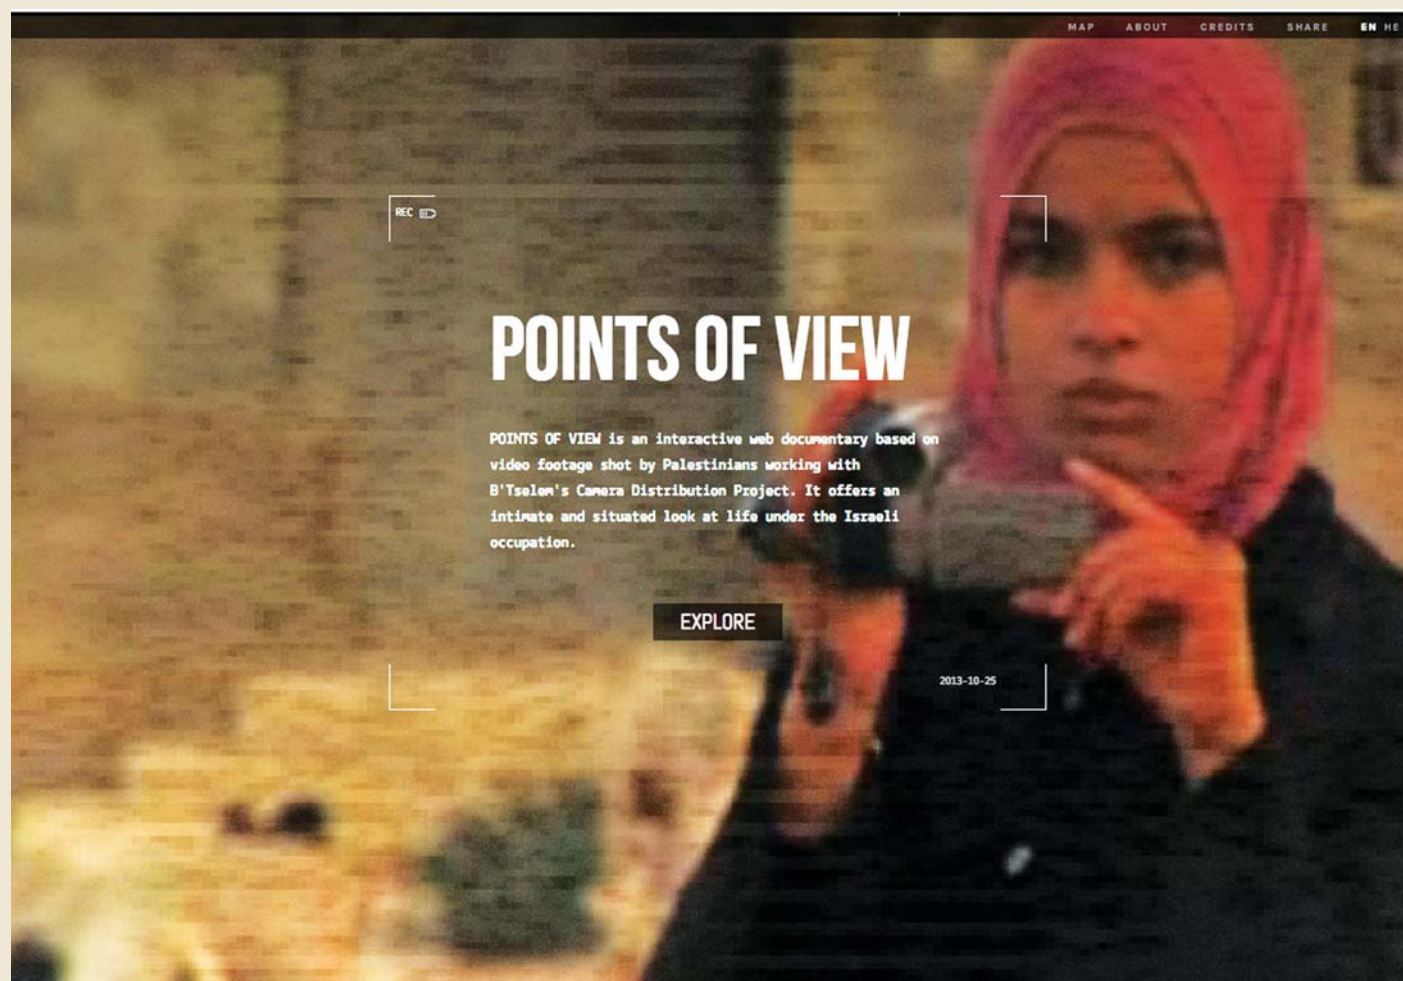 MAP ABOUT CREDITS SHARE EN HE
REC
POINTS OF VIEW
POINTS OF VIEW is an interactive web documentary based on
video footage shot by Palestinians working with
B'Tselem's Camera Distribution Project. It offers an
intimate and situated look at life under the Israeli
occupation.
EXPLORE
2013-10-25